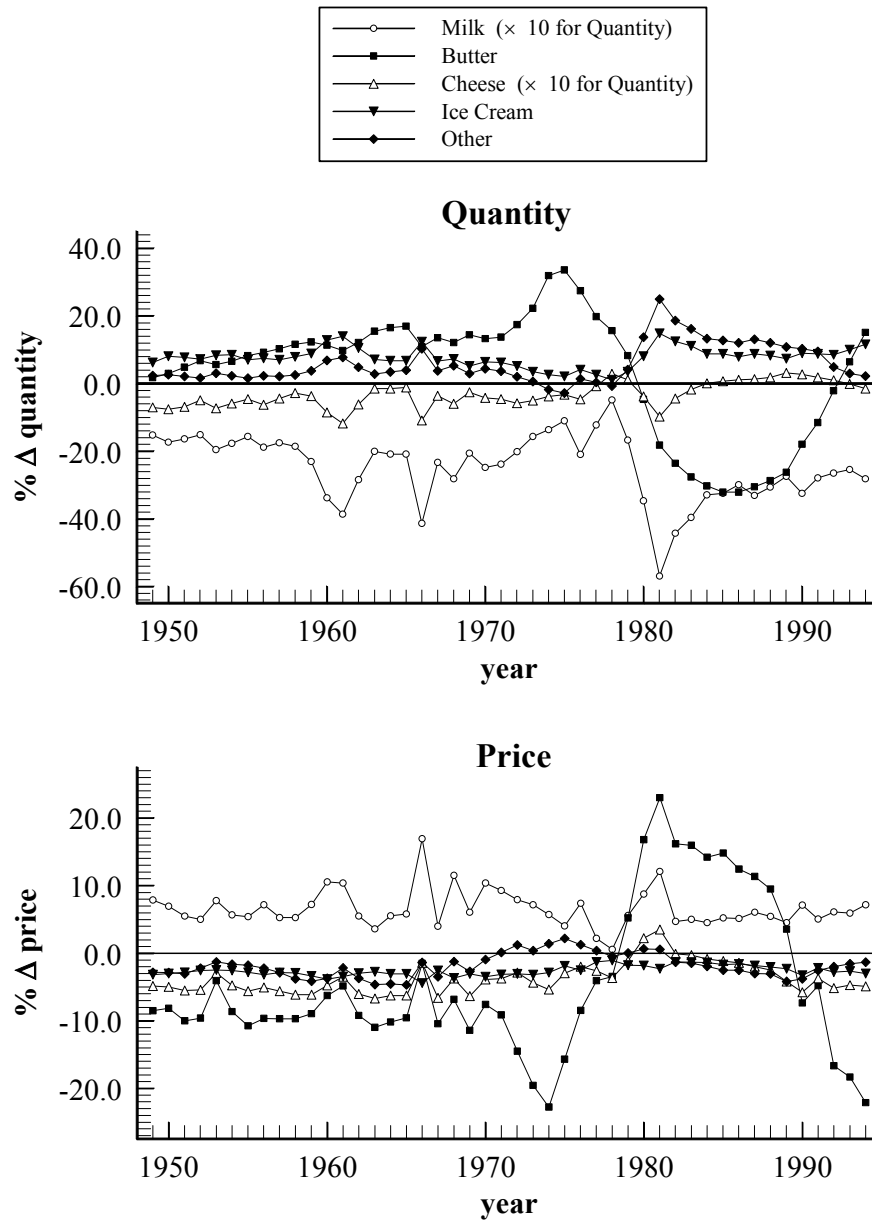 Milk (× 10 for Quantity)
Butter
Cheese (× 10 for Quantity)
Ice Cream
Other
Quantity
40.0
20.0
0.0
-20.0
-40.0
-60.0
% Δ quantity
1950 1960 1970 1980 1990
year
Price
20.0
10.0
0.0
-10.0
-20.0
% Δ price
1950 1960 1970 1980 1990
year